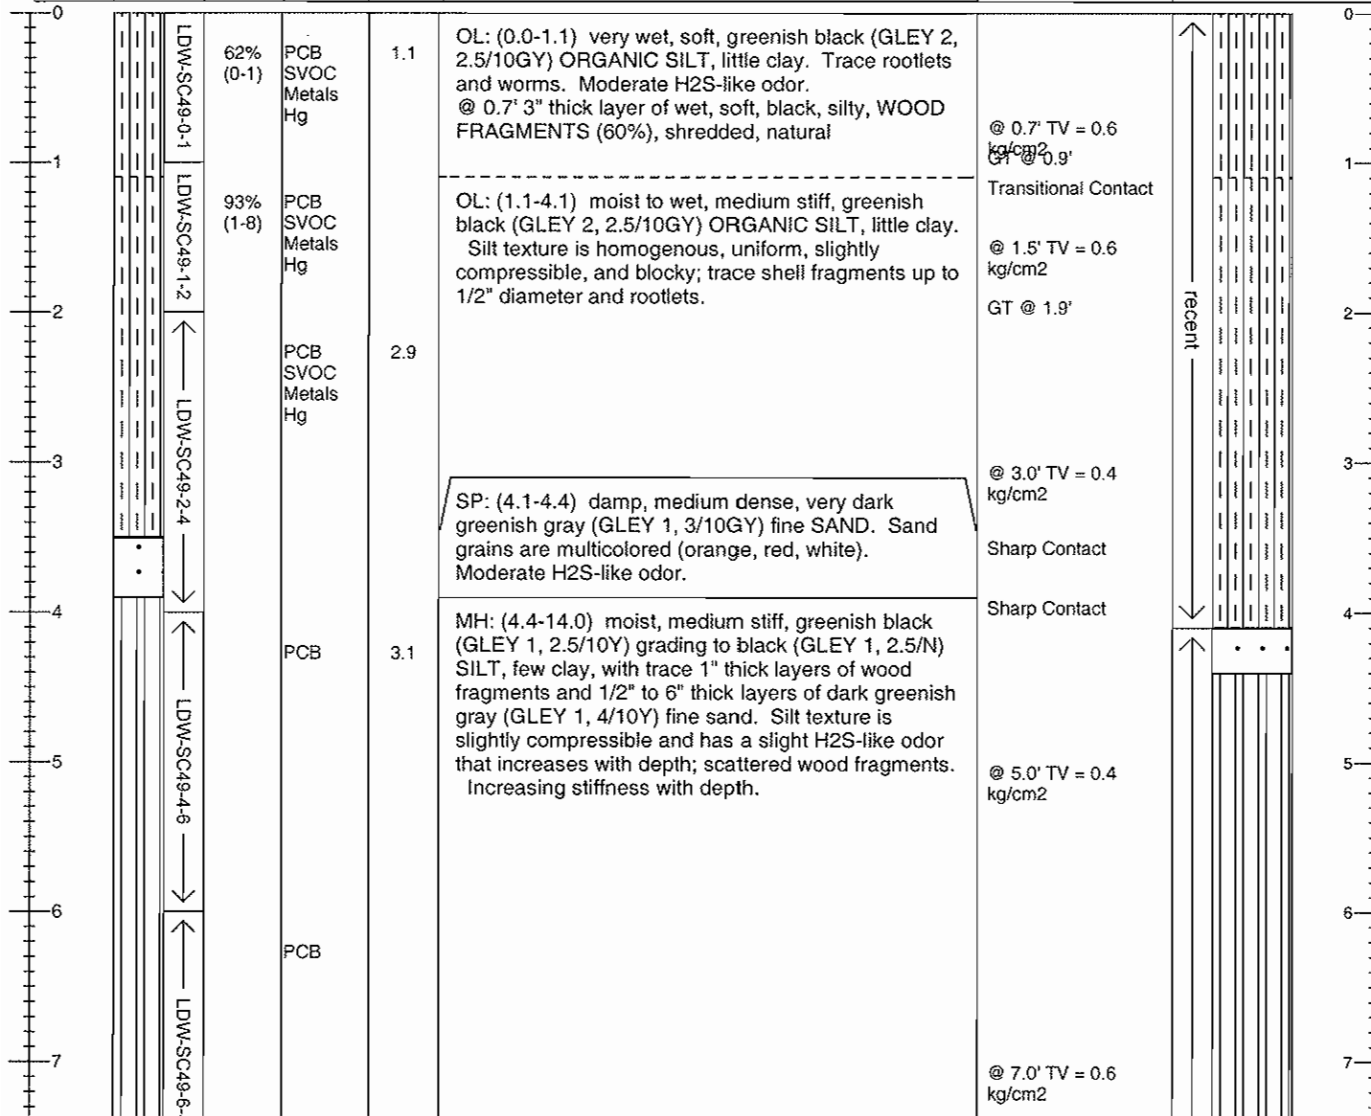 0
1
2
3
4
5
6
7
LDW-SC49-0-1
LDW-SC49-1-2
LDW-SC49-2-4
LDW-SC49-4-6
LDW-SC49-6-
62%
(0-1)
93%
(1-8)
PCB
SVOC
Metals
Hg
PCB
SVOC
Metals
Hg
PCB
SVOC
Metals
Hg
PCB
PCB
1.1
2.9
3.1
OL: (0.0-1.1) very wet, soft, greenish black (GLEY 2,
2.5/10GY) ORGANIC SILT, little clay. Trace rootlets
and worms. Moderate H2S-like odor.
@ 0.7' 3" thick layer of wet, soft, black, silty, WOOD
FRAGMENTS (60%), shredded, natural
OL: (1.1-4.1) moist to wet, medium stiff, greenish
black (GLEY 2, 2.5/10GY) ORGANIC SILT, little clay.
Silt texture is homogenous, uniform, slightly
compressible, and blocky; trace shell fragments up to
1/2" diameter and rootlets.
SP: (4.1-4.4) damp, medium dense, very dark
greenish gray (GLEY 1, 3/10GY) fine SAND. Sand
grains are multicolored (orange, red, white).
Moderate H2S-like odor.
MH: (4.4-14.0) moist, medium stiff, greenish black
(GLEY 1, 2.5/10Y) grading to black (GLEY 1, 2.5/N)
SILT, few clay, with trace 1" thick layers of wood
fragments and 1/2" to 6" thick layers of dark greenish
gray (GLEY 1, 4/10Y) fine sand. Silt texture is
slightly compressible and has a slight H2S-like odor
that increases with depth; scattered wood fragments.
Increasing stiffness with depth.
@ 0.7' TV = 0.6
kg/cm2
GT @ 0.9'
Transitional Contact
@ 1.5' TV = 0.6
kg/cm2
GT @ 1.9'
@ 3.0' TV = 0.4
kg/cm2
Sharp Contact
Sharp Contact
@ 5.0' TV = 0.4
kg/cm2
@ 7.0' TV = 0.6
kg/cm2
recent
0
1
2
3
4
5
6
7